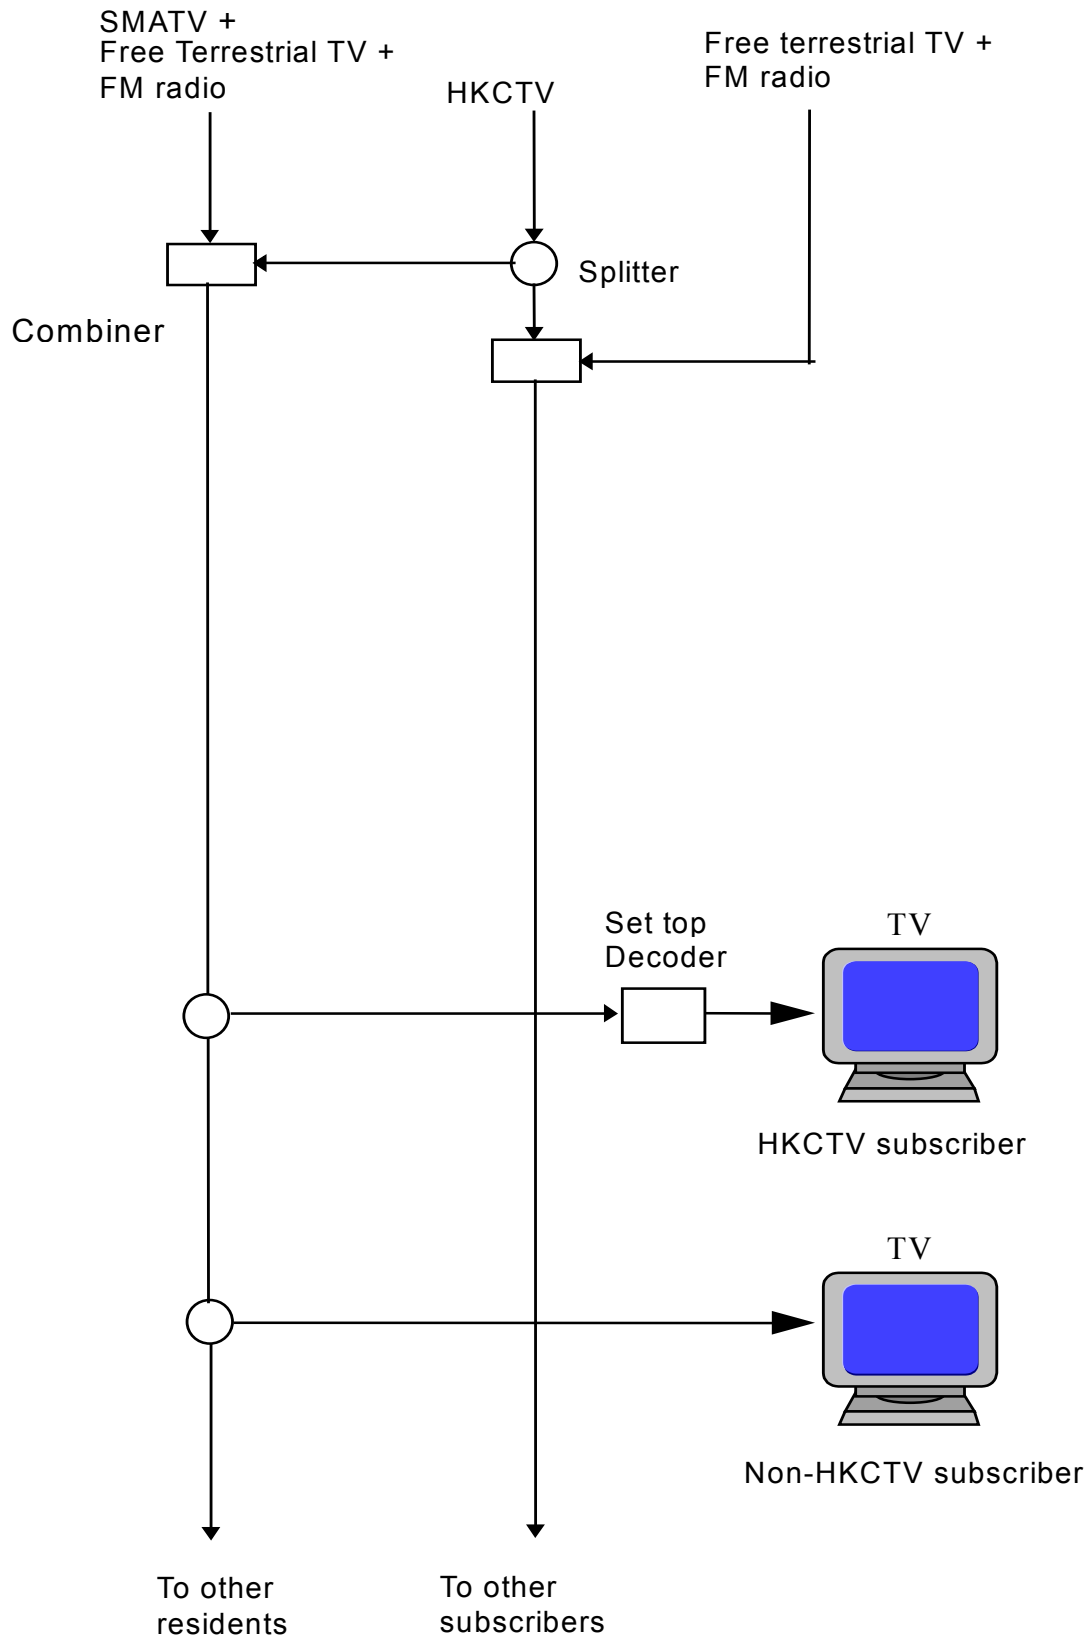 SMATV +
Free Terrestrial TV +
FM radio
HKCTV
Free terrestrial TV +
FM radio
Splitter
Combiner
Set top
Decoder
TV
HKCTV subscriber
TV
Non-HKCTV subscriber
To other
residents
To other
subscribers